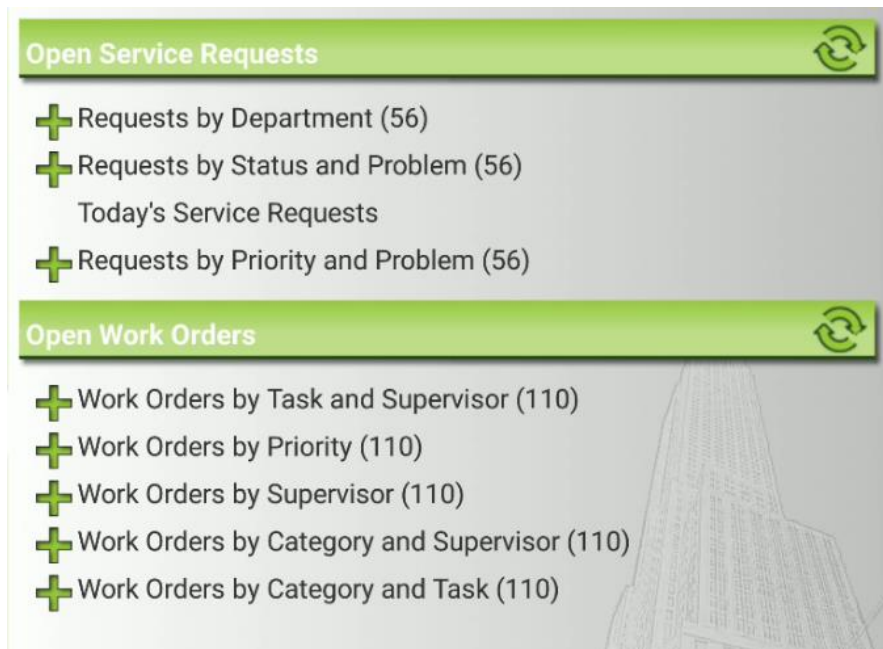 Open Service Requests
Requests by Department (56)
Requests by Status and Problem (56)
Today's Service Requests
Requests by Priority and Problem (56)
Open Work Orders
Work Orders by Task and Supervisor (110)
Work Orders by Priority (110)
Work Orders by Supervisor (110)
Work Orders by Category and Supervisor (110)
Work Orders by Category and Task (110)